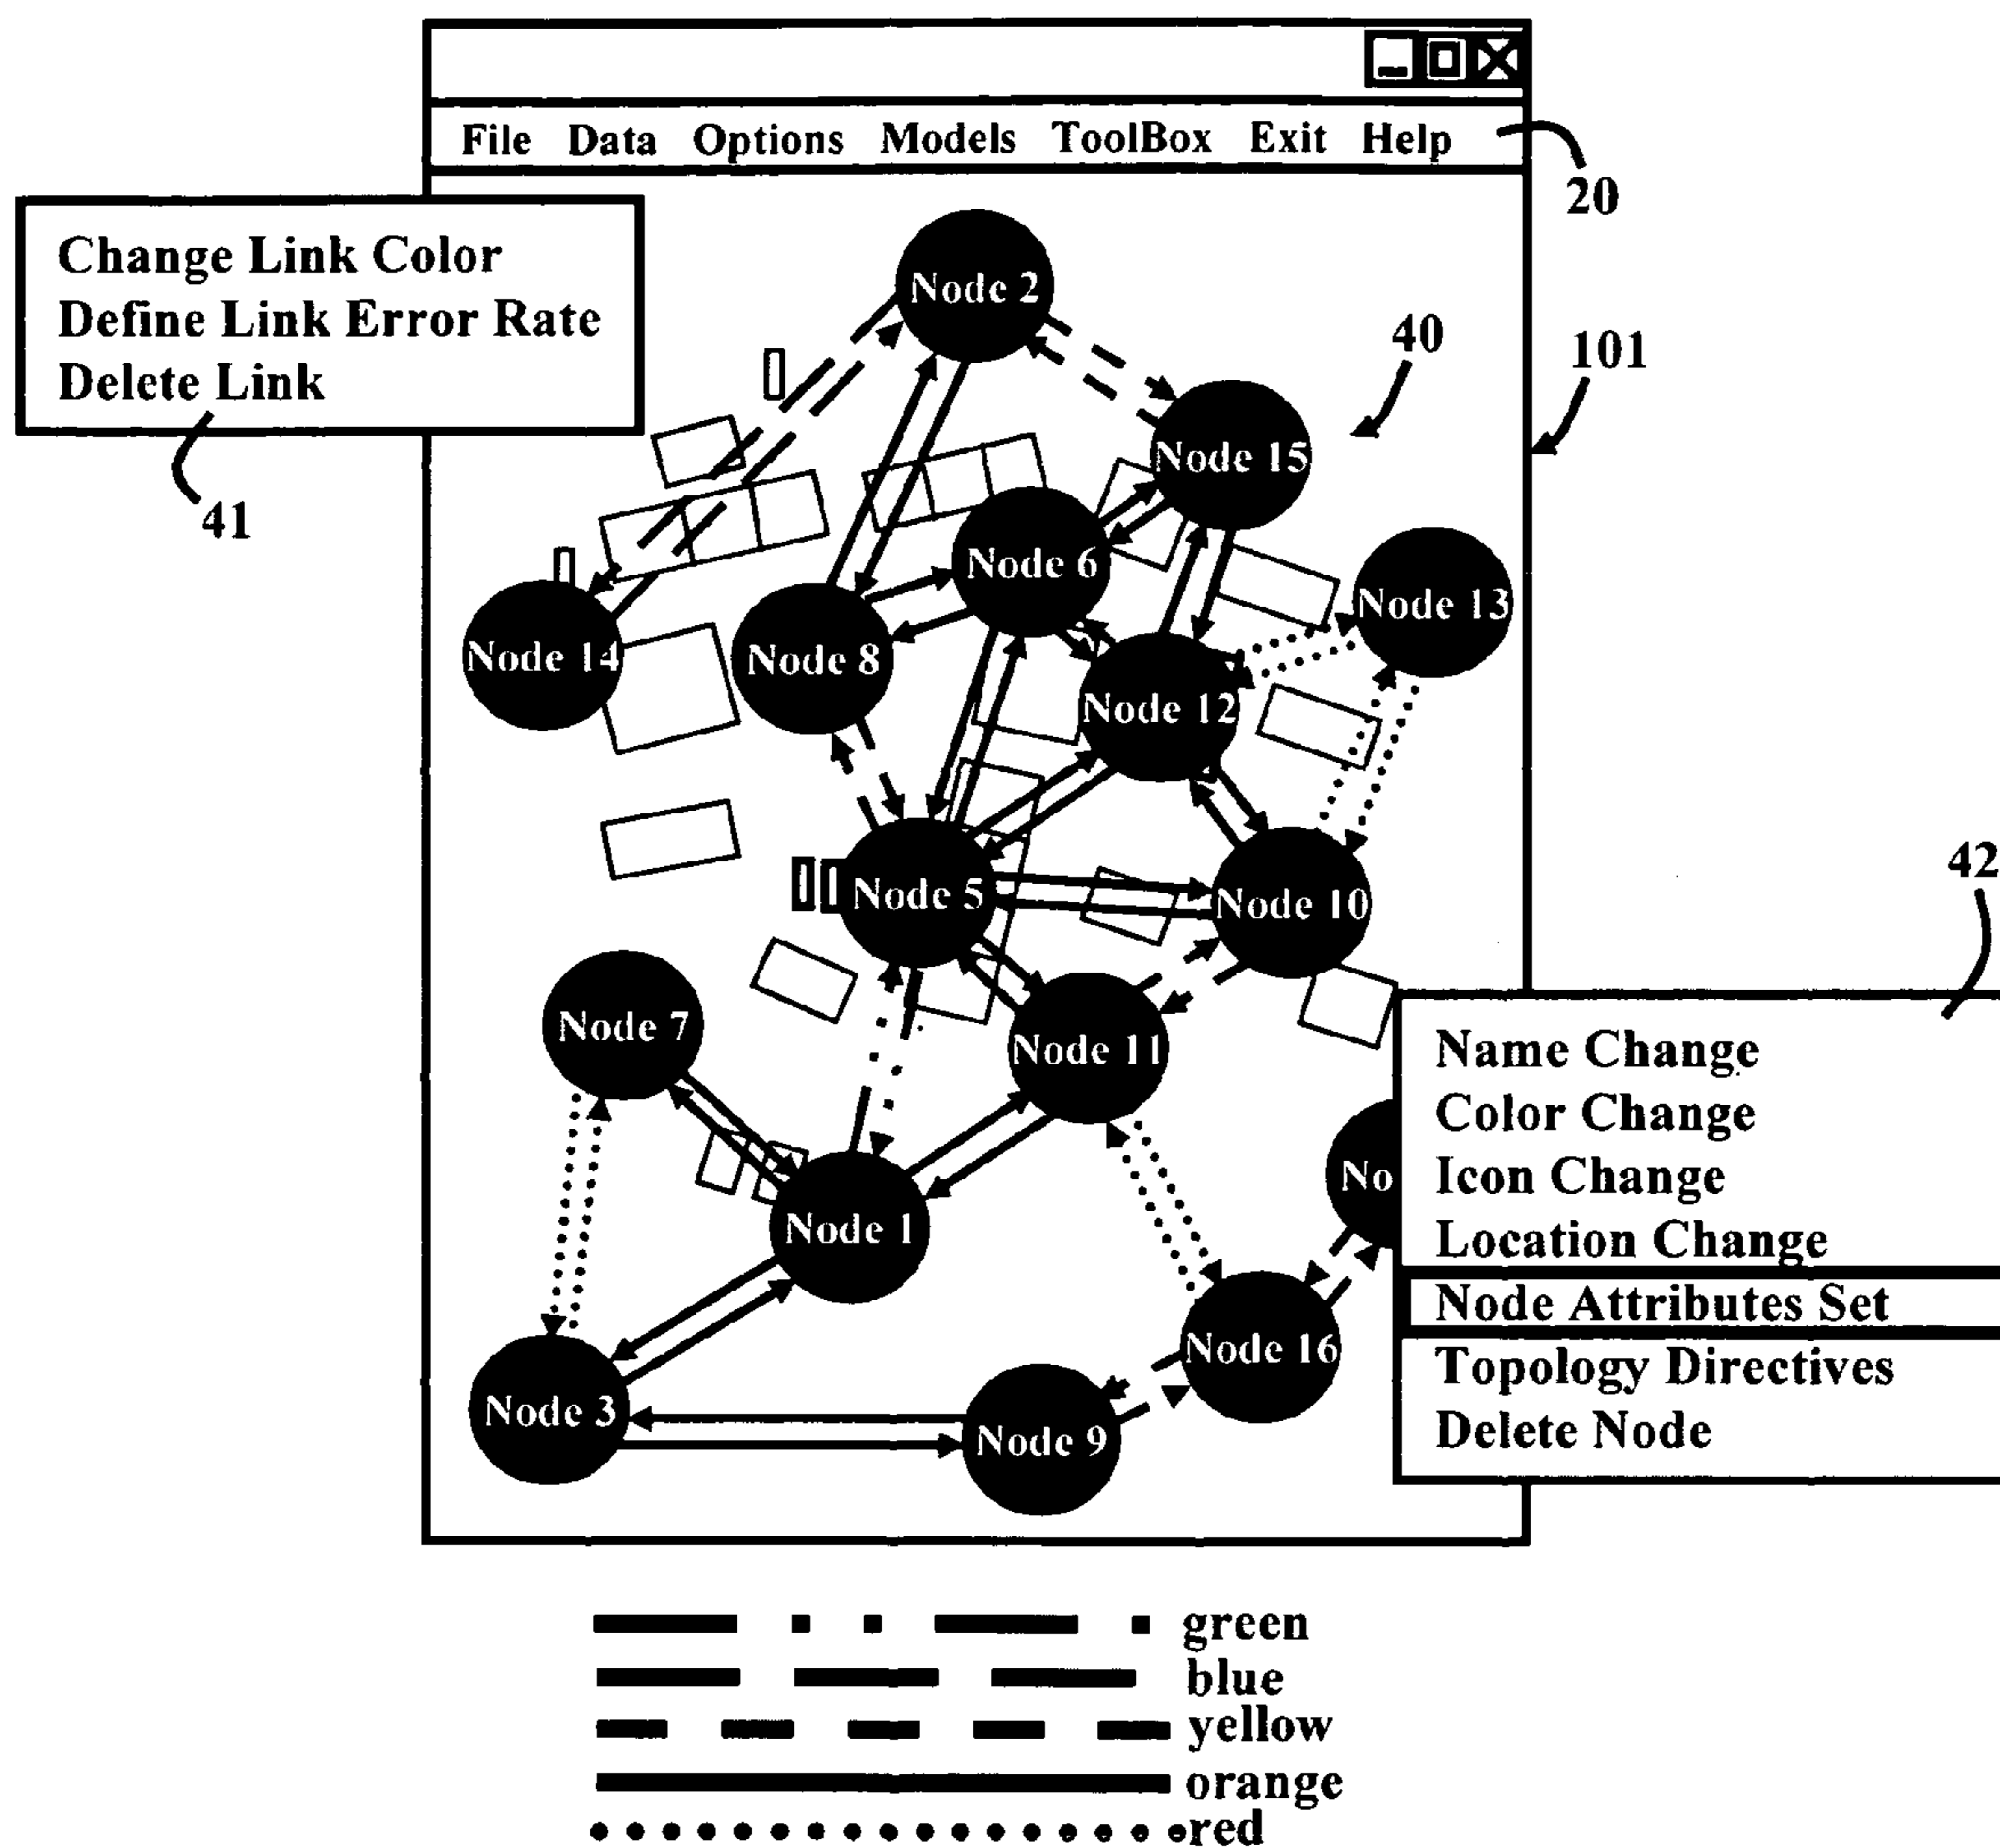 File Data Options Models ToolBox Exit Help
20
Change Link Color
Define Link Error Rate
Delete Link
41
Node 2
40
101
Node 15
Node 6
Node 13
Node 14
Node 8
Node 12
42
Node 5
Node 10
Node 7
Node 11
Name Change
Color Change
Icon Change
Location Change
Node Attributes Set
Topology Directives
Delete Node
No
Node 1
Node 16
Node 3
Node 9
green
blue
yellow
orange
red